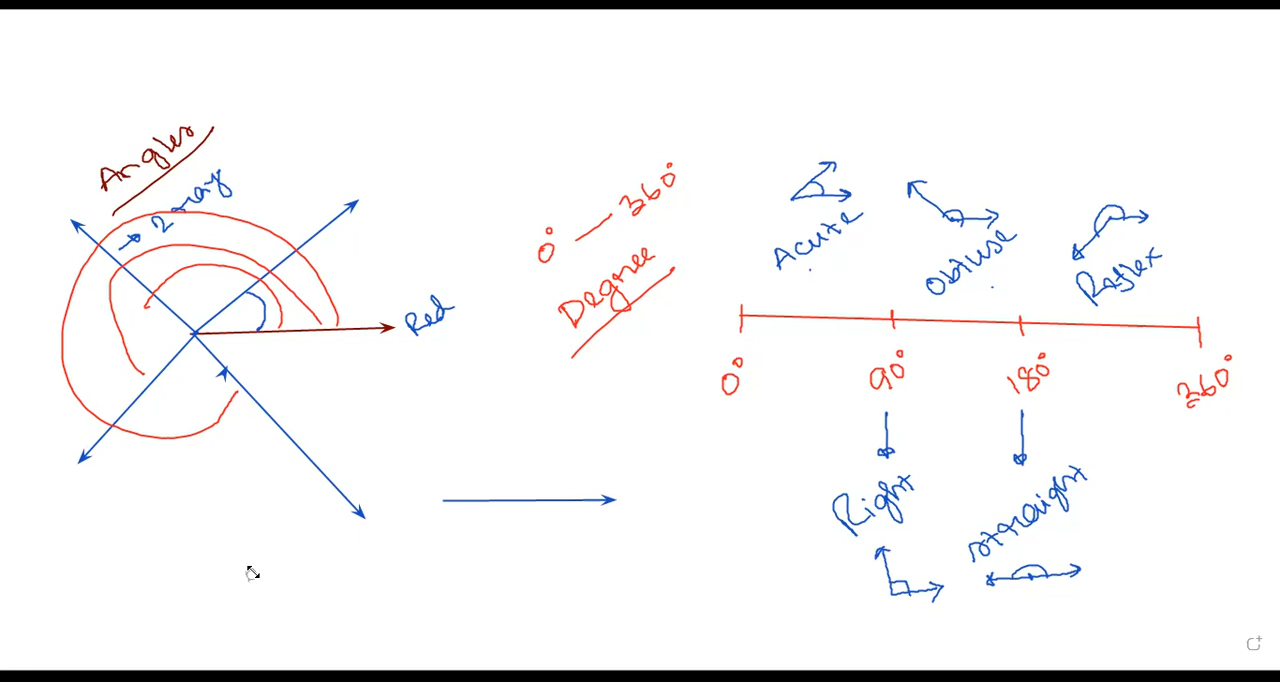 Angles
→ 2 ray
Red
0° — 360°
Degree
Acute
Obtuse
Reflex
0°
90°
180°
360°
Right
straight